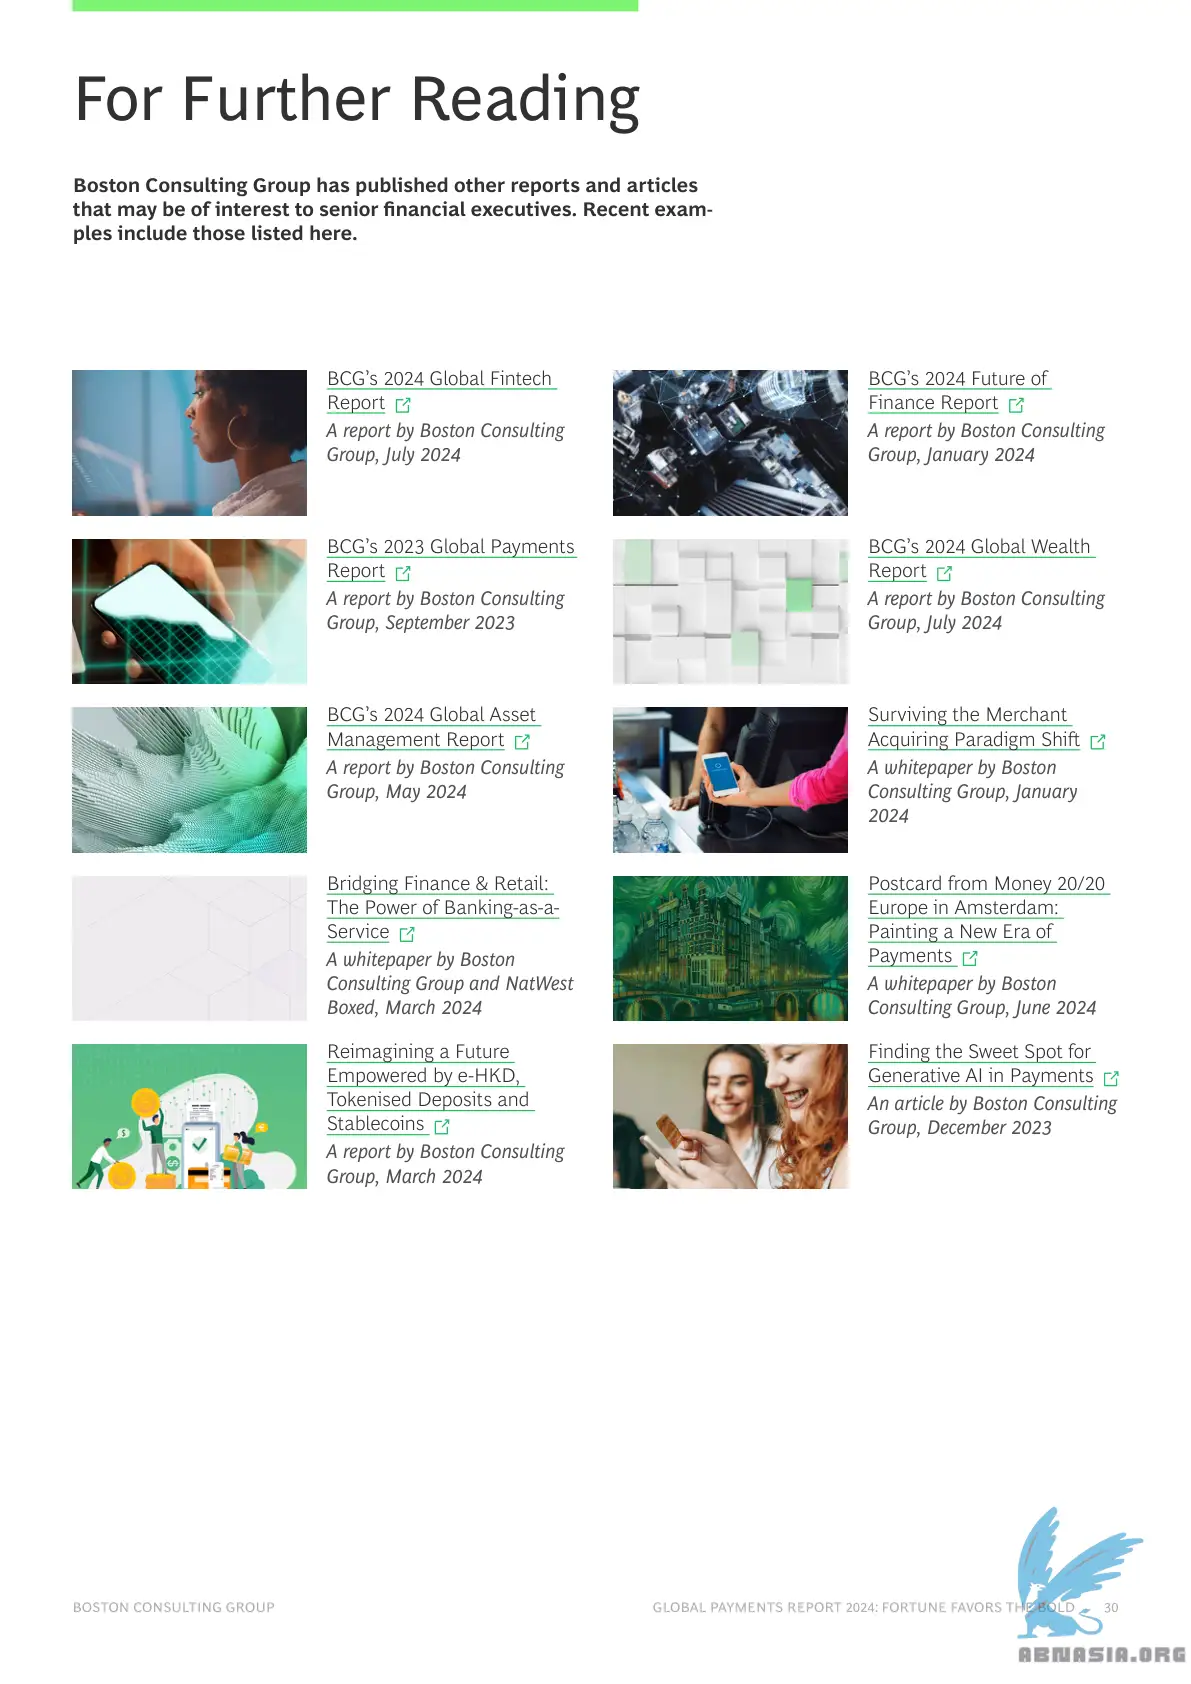 For Further Reading
Boston Consulting Group has published other reports and articles
that may be of interest to senior financial executives. Recent exam-
ples include those listed here.
BCG's 2024 Global Fintech
Report
A report by Boston Consulting
Group, July 2024
BCG's 2024 Future of
Finance Report
A report by Boston Consulting
Group, January 2024
BCG's 2023 Global Payments
Report
A report by Boston Consulting
Group, September 2023
BCG's 2024 Global Wealth
Report
A report by Boston Consulting
Group, July 2024
BCG's 2024 Global Asset
Management Report
A report by Boston Consulting
Group, May 2024
Surviving the Merchant
Acquiring Paradigm Shift
A whitepaper by Boston
Consulting Group, January
2024
Bridging Finance & Retail:
The Power of Banking-as-a-
Service
A whitepaper by Boston
Consulting Group and NatWest
Boxed, March 2024
Postcard from Money 20/20
Europe in Amsterdam:
Painting a New Era of
Payments
A whitepaper by Boston
Consulting Group, June 2024
Reimagining a Future
Empowered by e-HKD,
Tokenised Deposits and
Stablecoins
A report by Boston Consulting
Group, March 2024
Finding the Sweet Spot for
Generative AI in Payments
An article by Boston Consulting
Group, December 2023
BOSTON CONSULTING GROUP
GLOBAL PAYMENTS REPORT 2024: FORTUNE FAVORS THE BOLD 30
ABNASIA.ORG